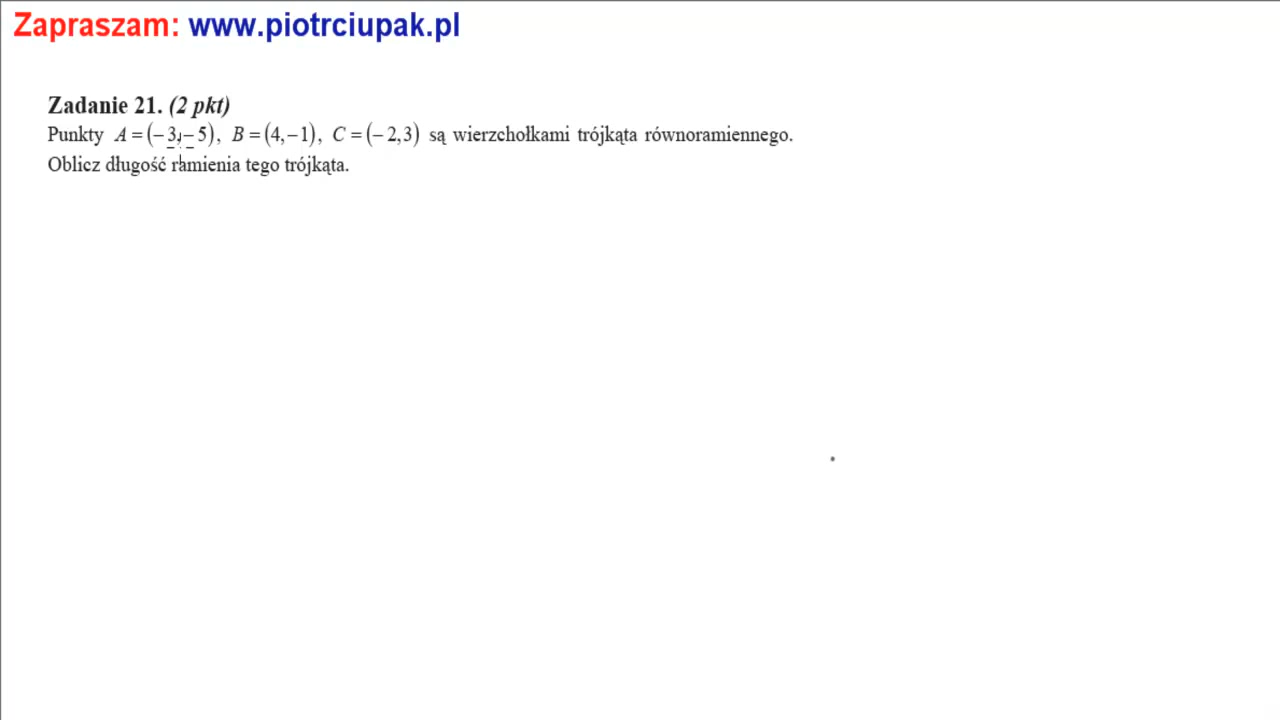 Zapraszam: www.piotrciupak.pl
Zadanie 21. (2 pkt)
Punkty A = (−3,−5), B = (4,−1), C = (−2,3) są wierzchołkami trójkąta równoramiennego.
Oblicz długość ramienia tego trójkąta.